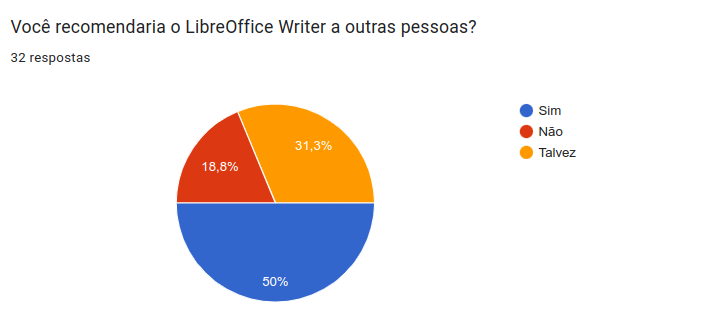 Você recomendaria o LibreOffice Writer a outras pessoas?
32 respostas
Sim
Não
Talvez
31,3%
18,8%
50%